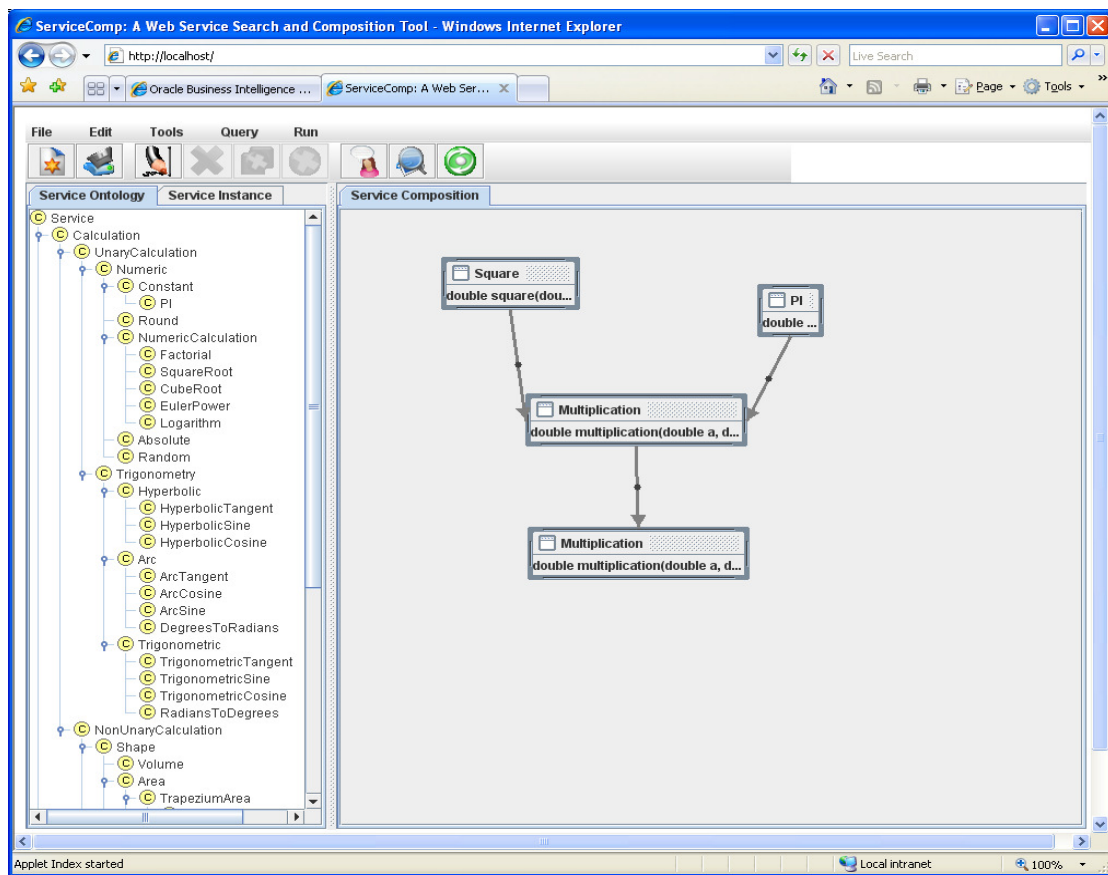 ServiceComp: A Web Service Search and Composition Tool - Windows Internet Explorer
http://localhost/
Live Search
Oracle Business Intelligence ...
ServiceComp: A Web Ser...
Page
Tools
File Edit Tools Query Run
Service Ontology
Service Instance
Service
Calculation
UnaryCalculation
Numeric
Constant
PI
Round
NumericCalculation
Factorial
SquareRoot
CubeRoot
EulerPower
Logarithm
Absolute
Random
Trigonometry
Hyperbolic
HyperbolicTangent
HyperbolicSine
HyperbolicCosine
Arc
ArcTangent
ArcCosine
ArcSine
DegreesToRadians
Trigonometric
TrigonometricTangent
TrigonometricSine
TrigonometricCosine
RadiansToDegrees
NonUnaryCalculation
Shape
Volume
Area
TrapeziumArea
Service Composition
Square
double square(dou...
PI
double ...
Multiplication
double multiplication(double a, d...
Multiplication
double multiplication(double a, d...
Applet Index started
Local intranet
100%